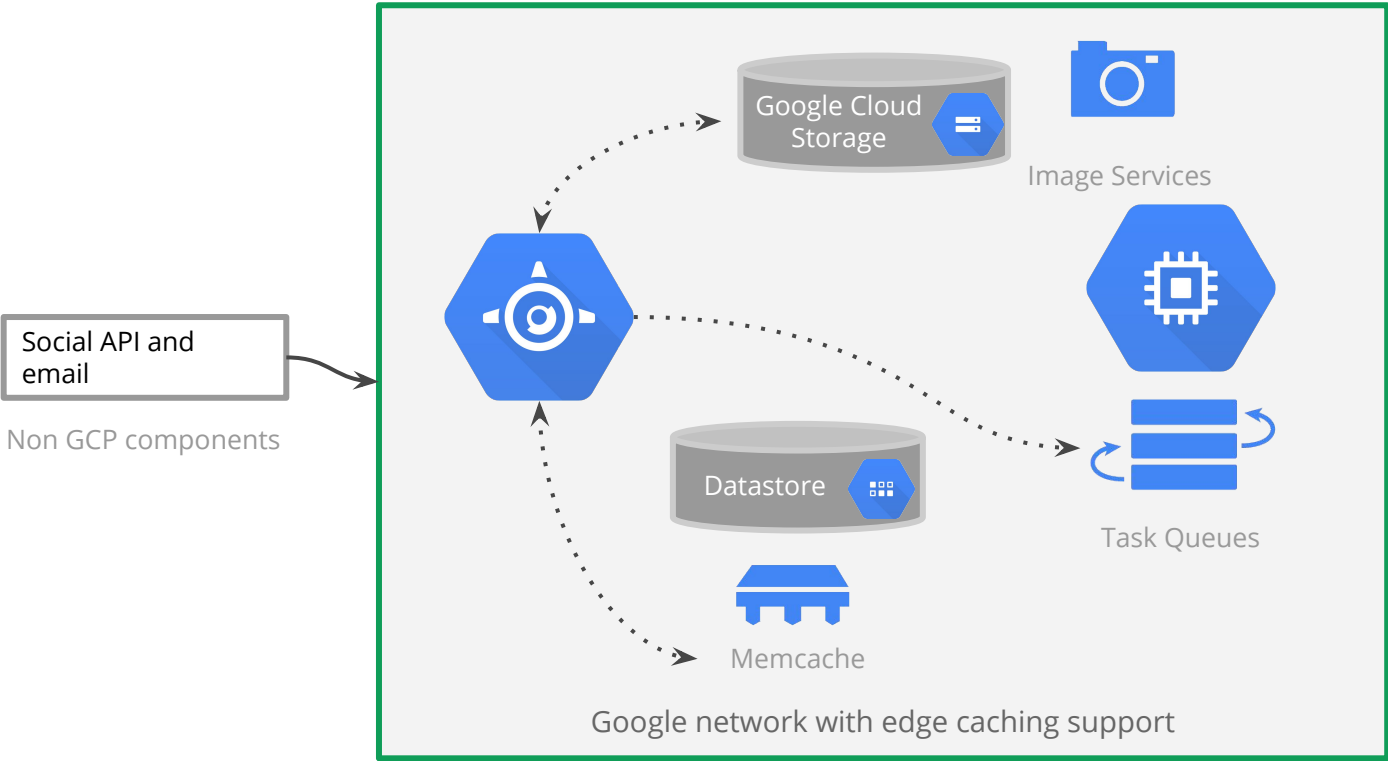 Google Cloud
Storage
Image Services
Social API and
email
Non GCP components
Datastore
Task Queues
Memcache
Google network with edge caching support